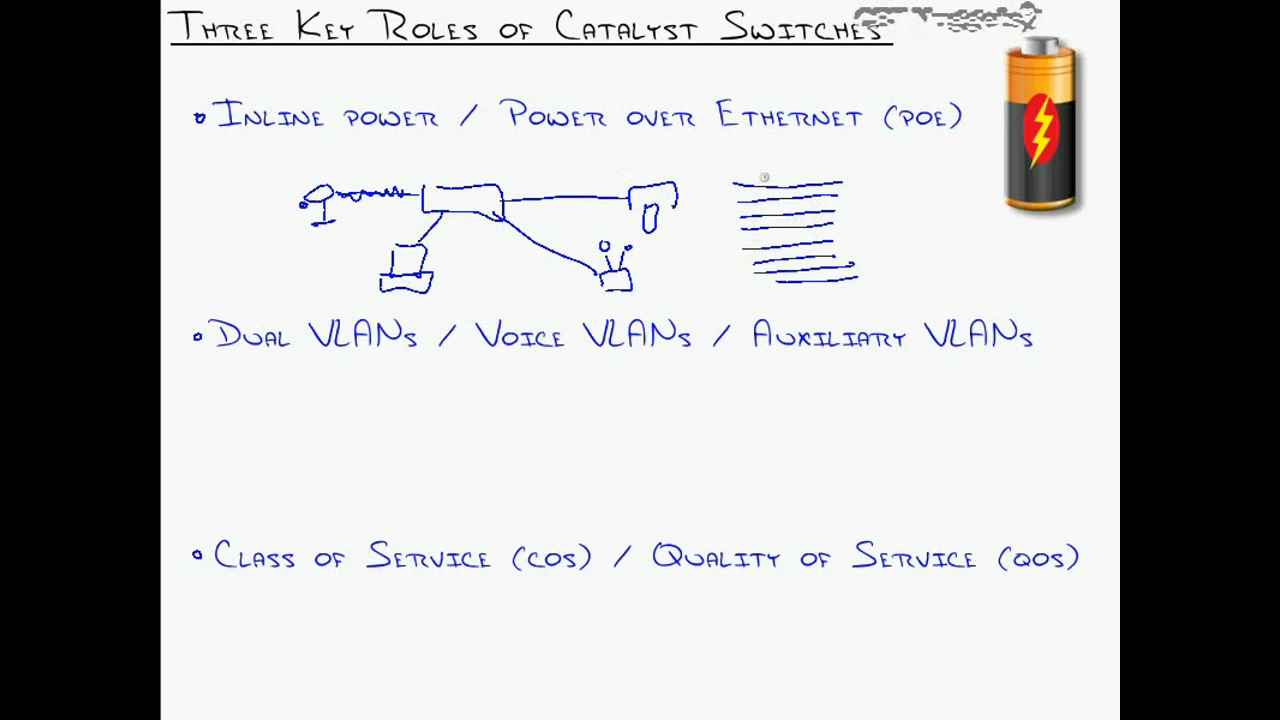 THREE KEY ROLES OF CATALYST SWITCHES
INLINE POWER / POWER OVER ETHERNET (POE)
DUAL VLANS / VOICE VLANS / AUXILIARY VLANS
CLASS OF SERVICE (COS) / QUALITY OF SERVICE (QOS)